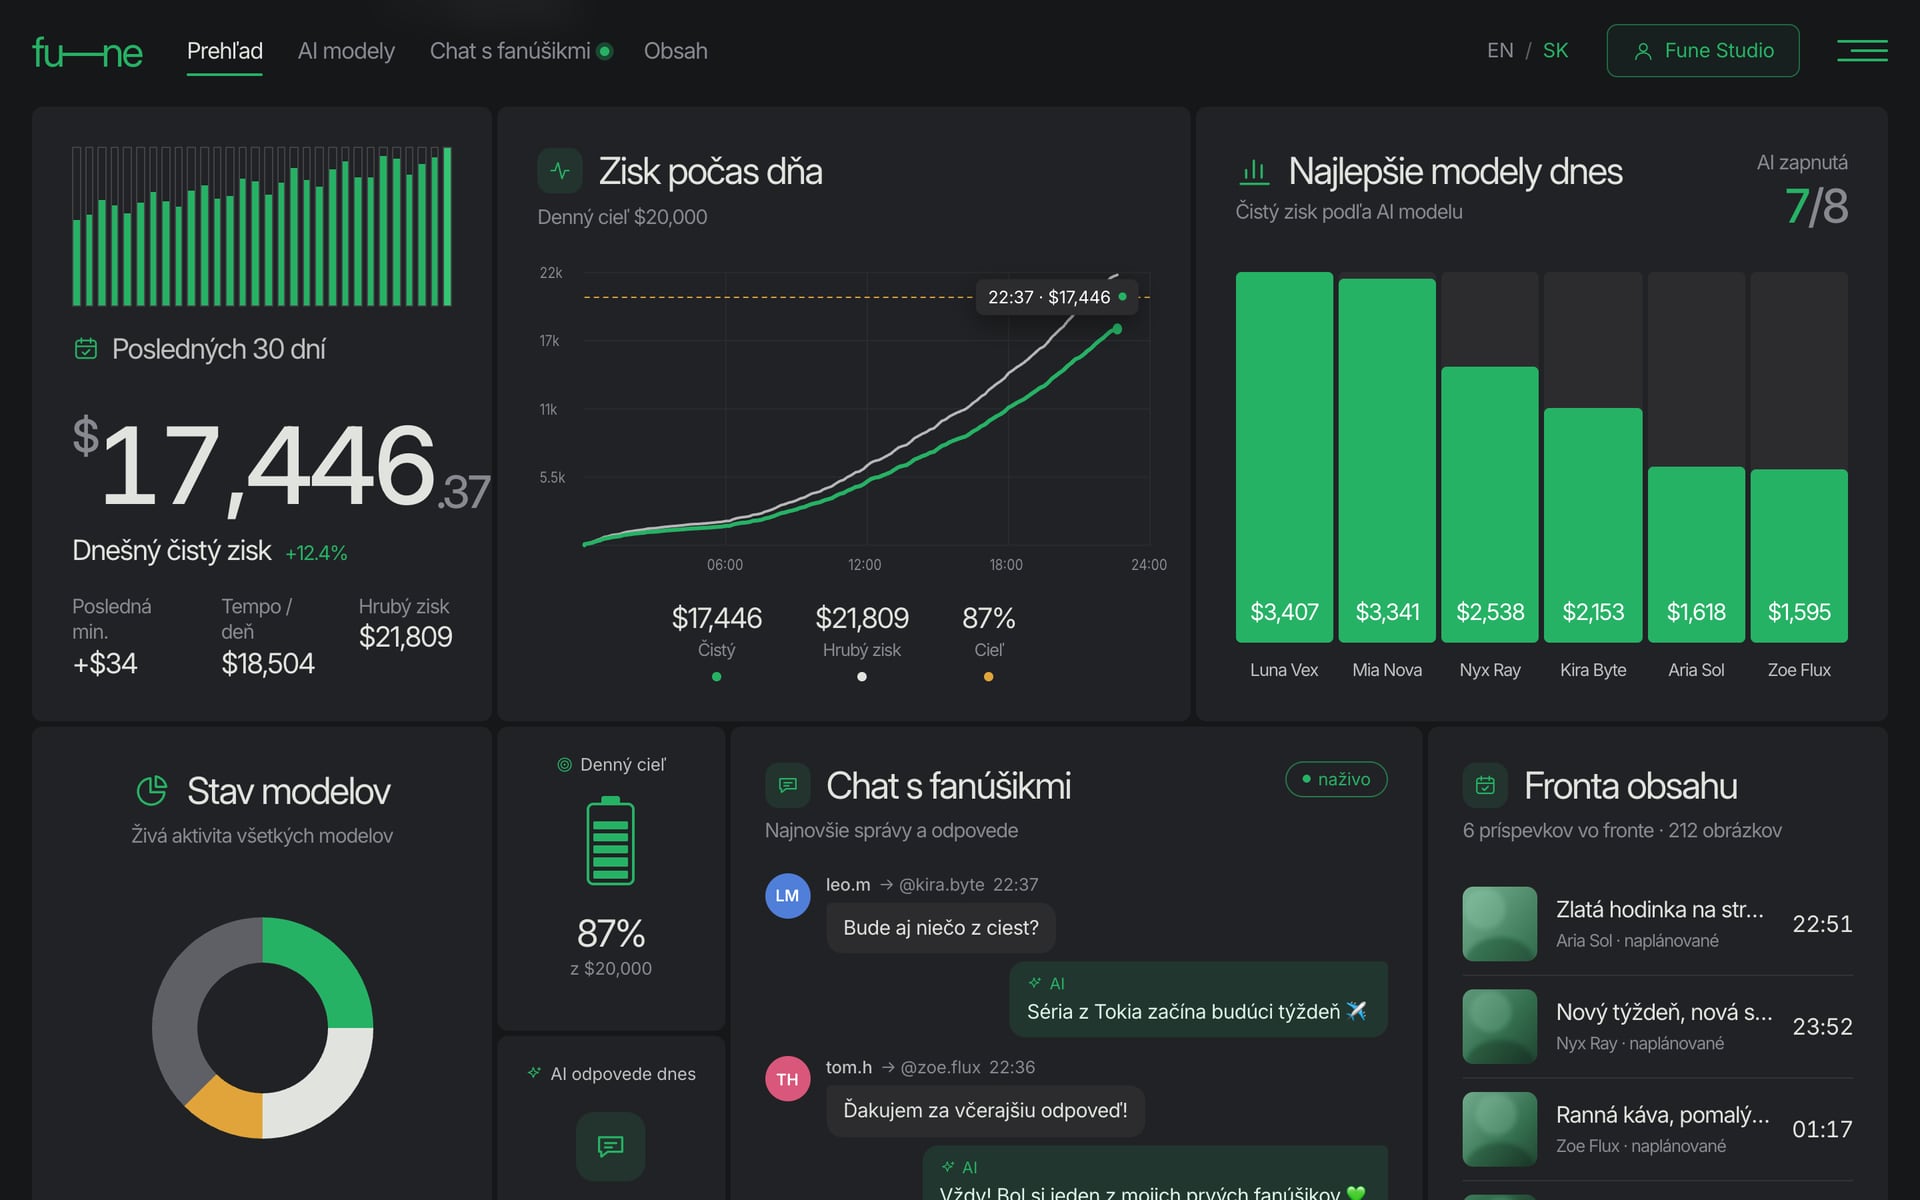 fu—ne
Prehľad
AI modely
Chat s fanúšikmi
Obsah
EN / SK
Fune Studio
Posledných 30 dní
$17,446.37
Dnešný čistý zisk +12.4%
Posledná min.
+$34
Tempo / deň
$18,504
Hrubý zisk
$21,809
Zisk počas dňa
Denný cieľ $20,000
22k
17k
11k
5.5k
22:37 · $17,446
06:00
12:00
18:00
24:00
$17,446
Čistý
$21,809
Hrubý zisk
87%
Cieľ
Najlepšie modely dnes
Čistý zisk podľa AI modelu
AI zapnutá
7/8
$3,407
$3,341
$2,538
$2,153
$1,618
$1,595
Luna Vex
Mia Nova
Nyx Ray
Kira Byte
Aria Sol
Zoe Flux
Stav modelov
Živá aktivita všetkých modelov
Denný cieľ
87%
z $20,000
AI odpovede dnes
Chat s fanúšikmi
naživo
Najnovšie správy a odpovede
LM
leo.m → @kira.byte 22:37
Bude aj niečo z ciest?
AI
Séria z Tokia začína budúci týždeň ✈️
TH
tom.h → @zoe.flux 22:36
Ďakujem za včerajšiu odpoveď!
AI
Vždy! Bol si jeden z mojich prvých fanúšikov 💚
Fronta obsahu
6 príspevkov vo fronte · 212 obrázkov
Zlatá hodinka na str...
Aria Sol · naplánované
22:51
Nový týždeň, nová s...
Nyx Ray · naplánované
23:52
Ranná káva, pomalý...
Zoe Flux · naplánované
01:17